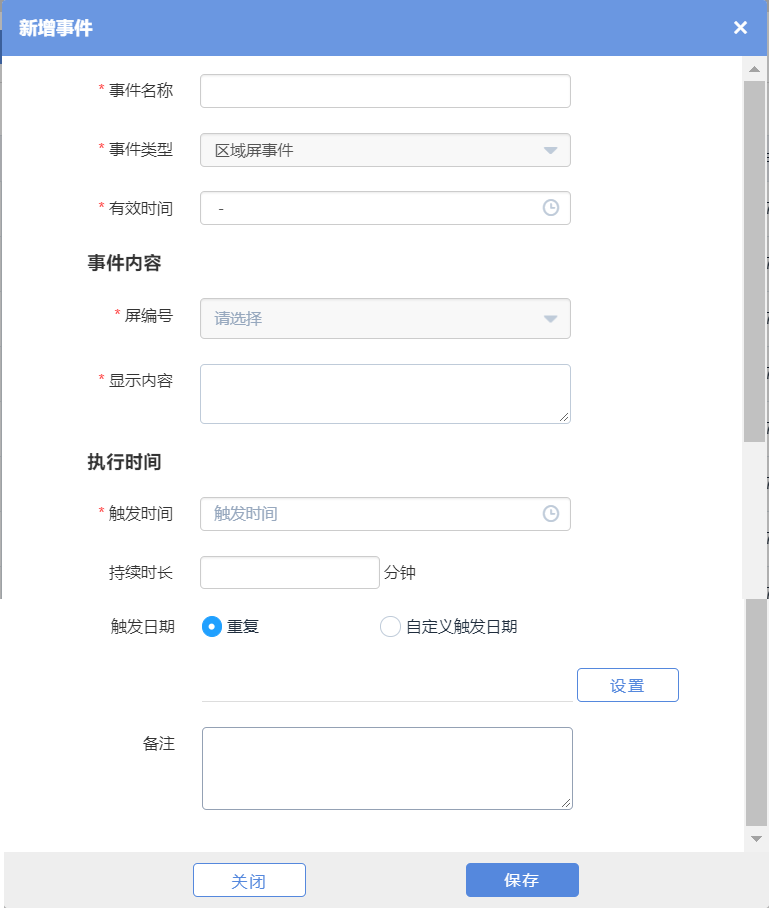 新增事件
* 事件名称
* 事件类型 区域屏事件
* 有效时间 -
事件内容
* 屏编号 请选择
* 显示内容
执行时间
* 触发时间 触发时间
持续时长 分钟
触发日期 重复 自定义触发日期
设置
备注
关闭 保存